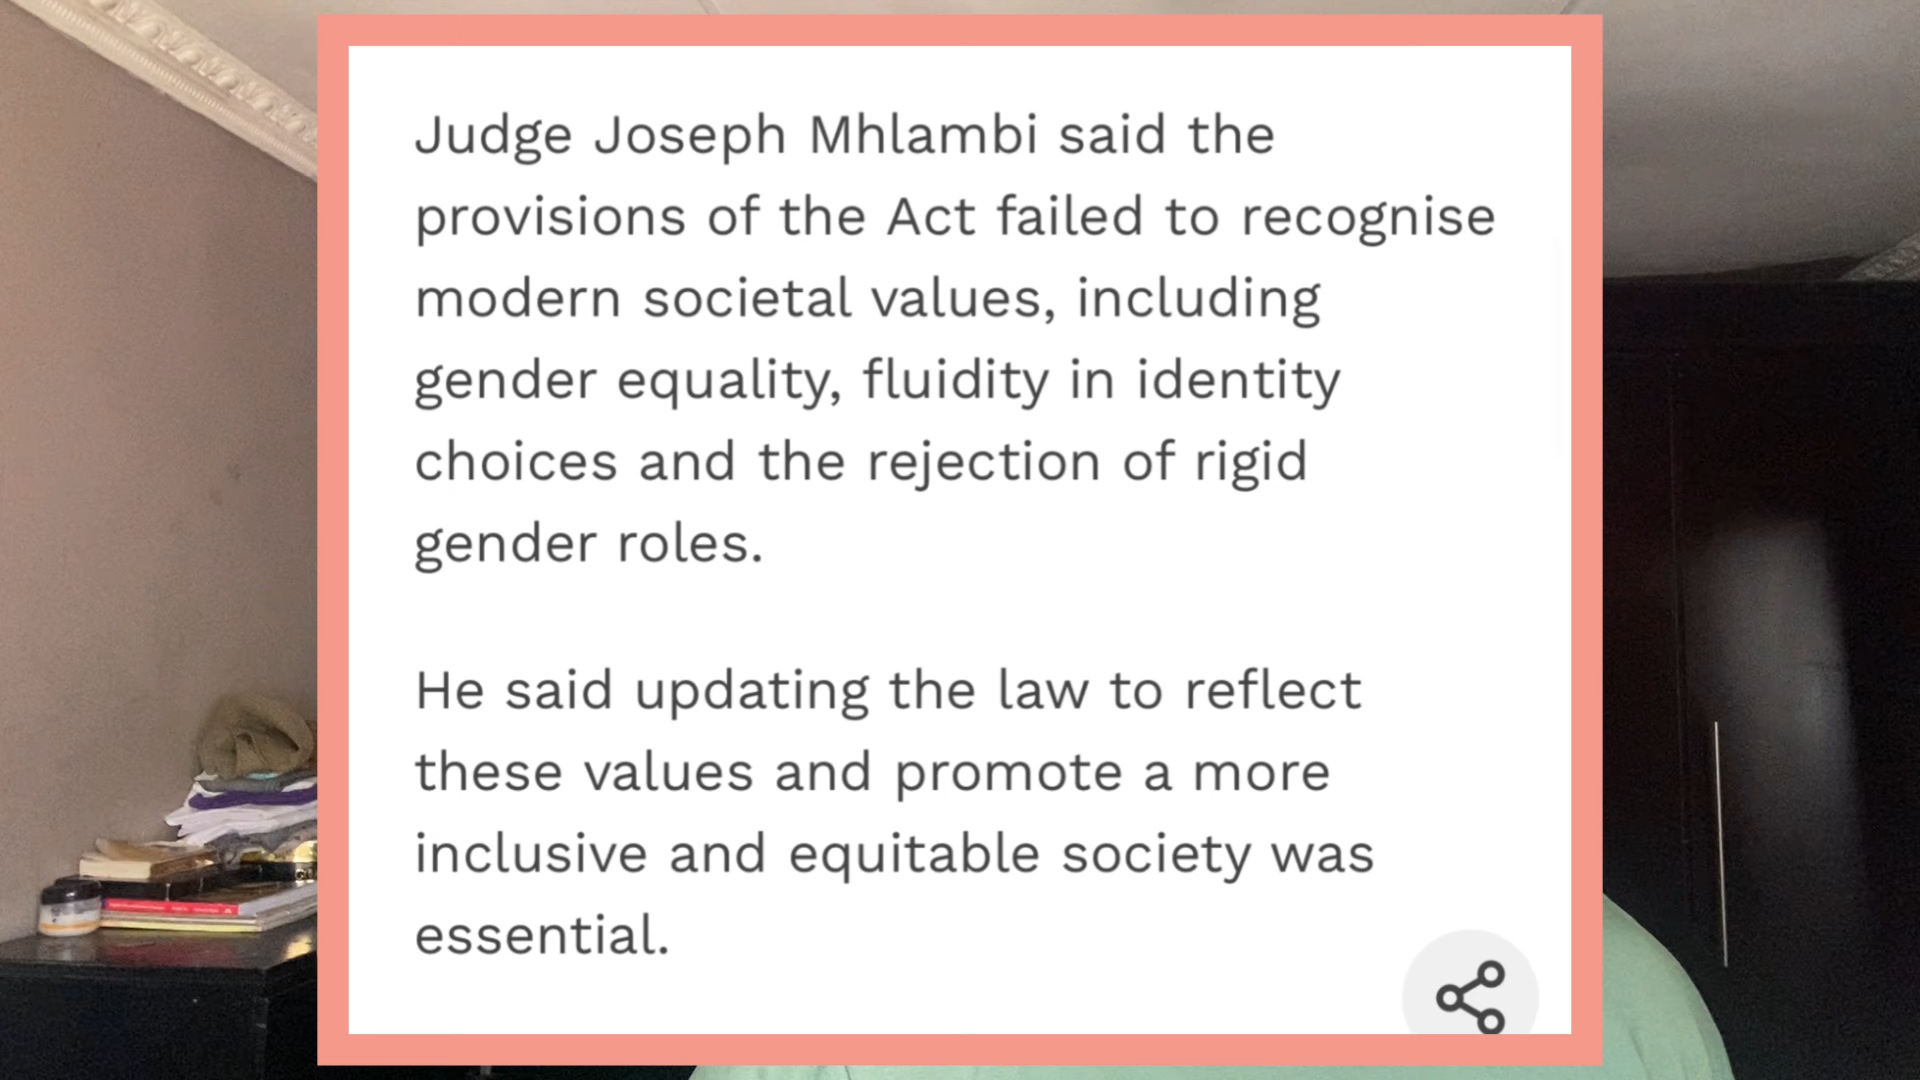 Judge Joseph Mhlambi said the
provisions of the Act failed to recognise
modern societal values, including
gender equality, fluidity in identity
choices and the rejection of rigid
gender roles.
He said updating the law to reflect
these values and promote a more
inclusive and equitable society was
essential.